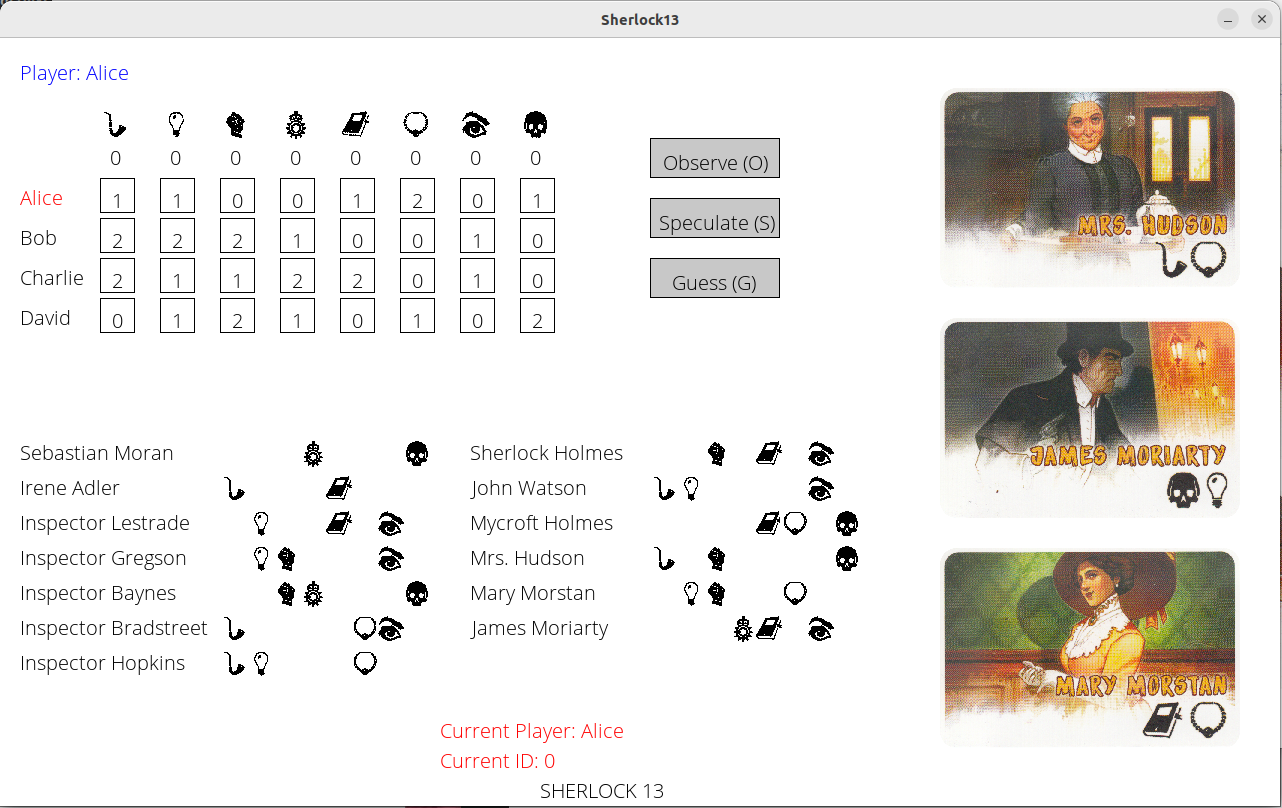 Sherlock13
Player: Alice
0 0 0 0 0 0 0 0
Alice 1 1 0 0 1 2 0 1
Bob 2 2 2 1 0 0 1 0
Charlie 2 1 1 2 2 0 1 0
David 0 1 2 1 0 1 0 2
Observe (O)
Speculate (S)
Guess (G)
MRS. HUDSON
JAMES MORIARTY
MARY MORSTAN
Sebastian Moran
Irene Adler
Inspector Lestrade
Inspector Gregson
Inspector Baynes
Inspector Bradstreet
Inspector Hopkins
Sherlock Holmes
John Watson
Mycroft Holmes
Mrs. Hudson
Mary Morstan
James Moriarty
Current Player: Alice
Current ID: 0
SHERLOCK 13